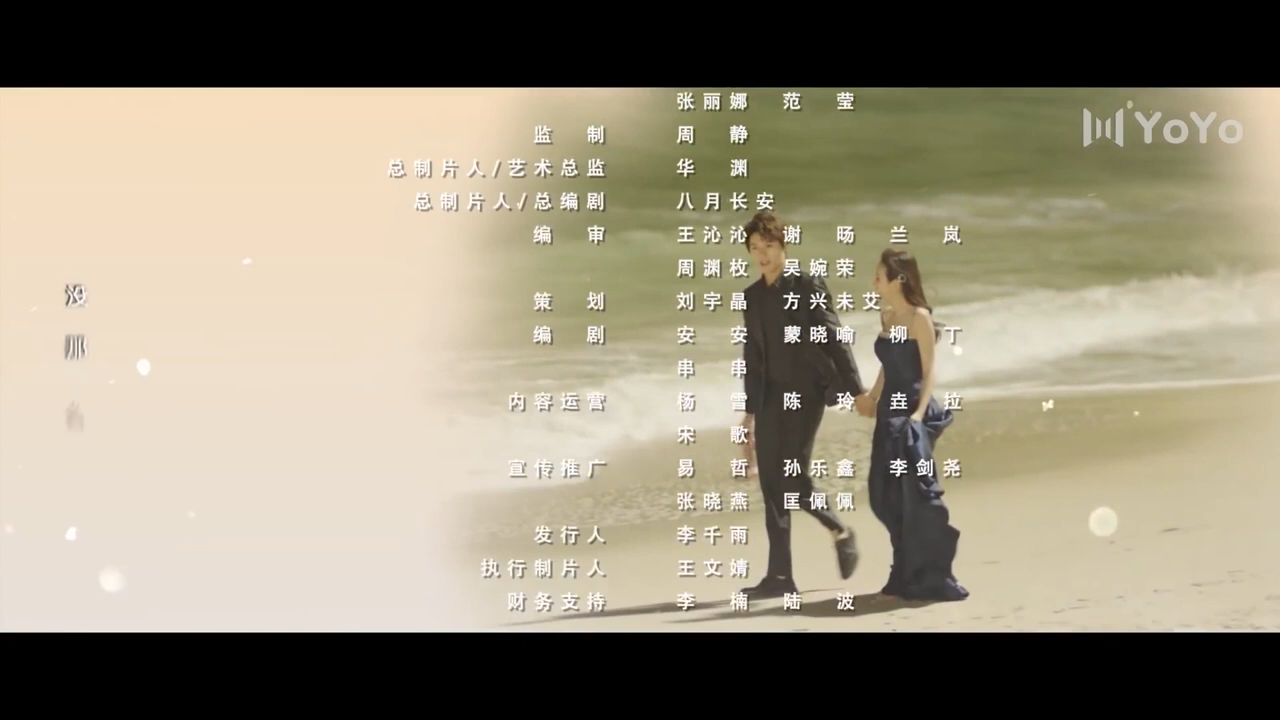 张丽娜 范莹
YoYo
监制 周静
总制片人/艺术总监 华渊
总制片人/总编剧 八月长安
编审 王沁沁 谢旸 兰岚
周渊枚 吴婉荣
策划 刘宇晶 方兴未艾
编剧 安安 蒙晓喻 柳丁
串串
内容运营 杨雪 陈玲 垚拉
宋歌
宣传推广 易哲 孙乐鑫 李剑尧
张晓燕 匡佩佩
发行人 李千雨
执行制片人 王文婧
财务支持 李楠 陆波
没